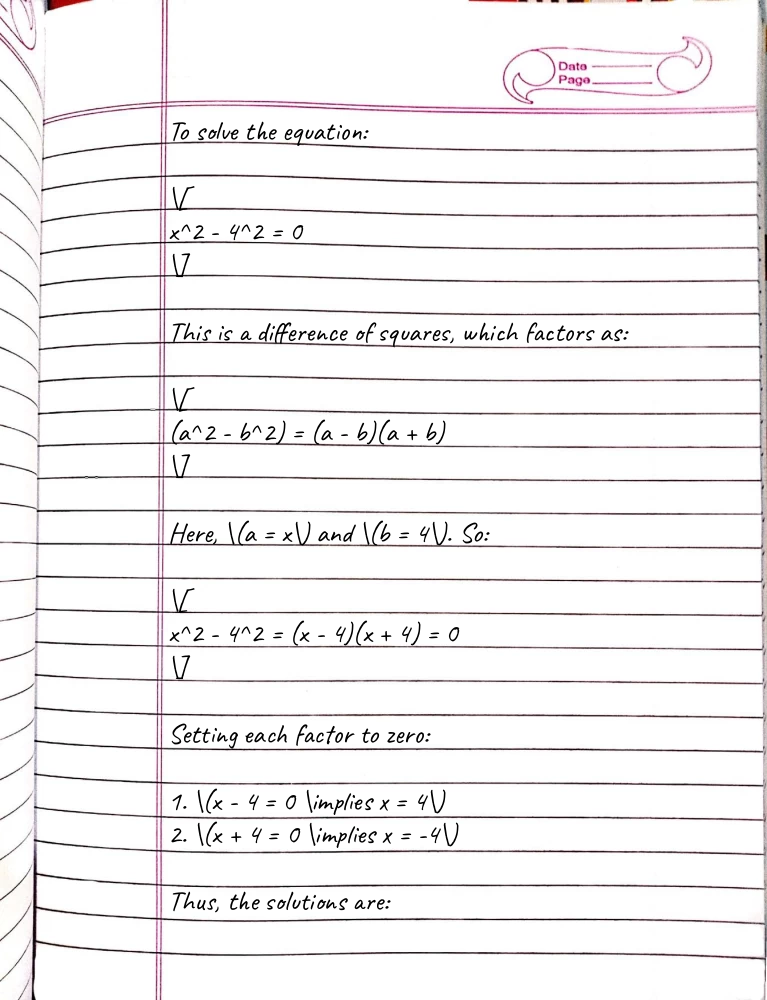 Date
Page
To solve the equation:
\[
x^2 - 4^2 = 0
\]
This is a difference of squares, which factors as:
\[
(a^2 - b^2) = (a - b)(a + b)
\]
Here, \(a = x\) and \(b = 4\). So:
\[
x^2 - 4^2 = (x - 4)(x + 4) = 0
\]
Setting each factor to zero:
1. \(x - 4 = 0 \implies x = 4\)
2. \(x + 4 = 0 \implies x = -4\)
Thus, the solutions are: